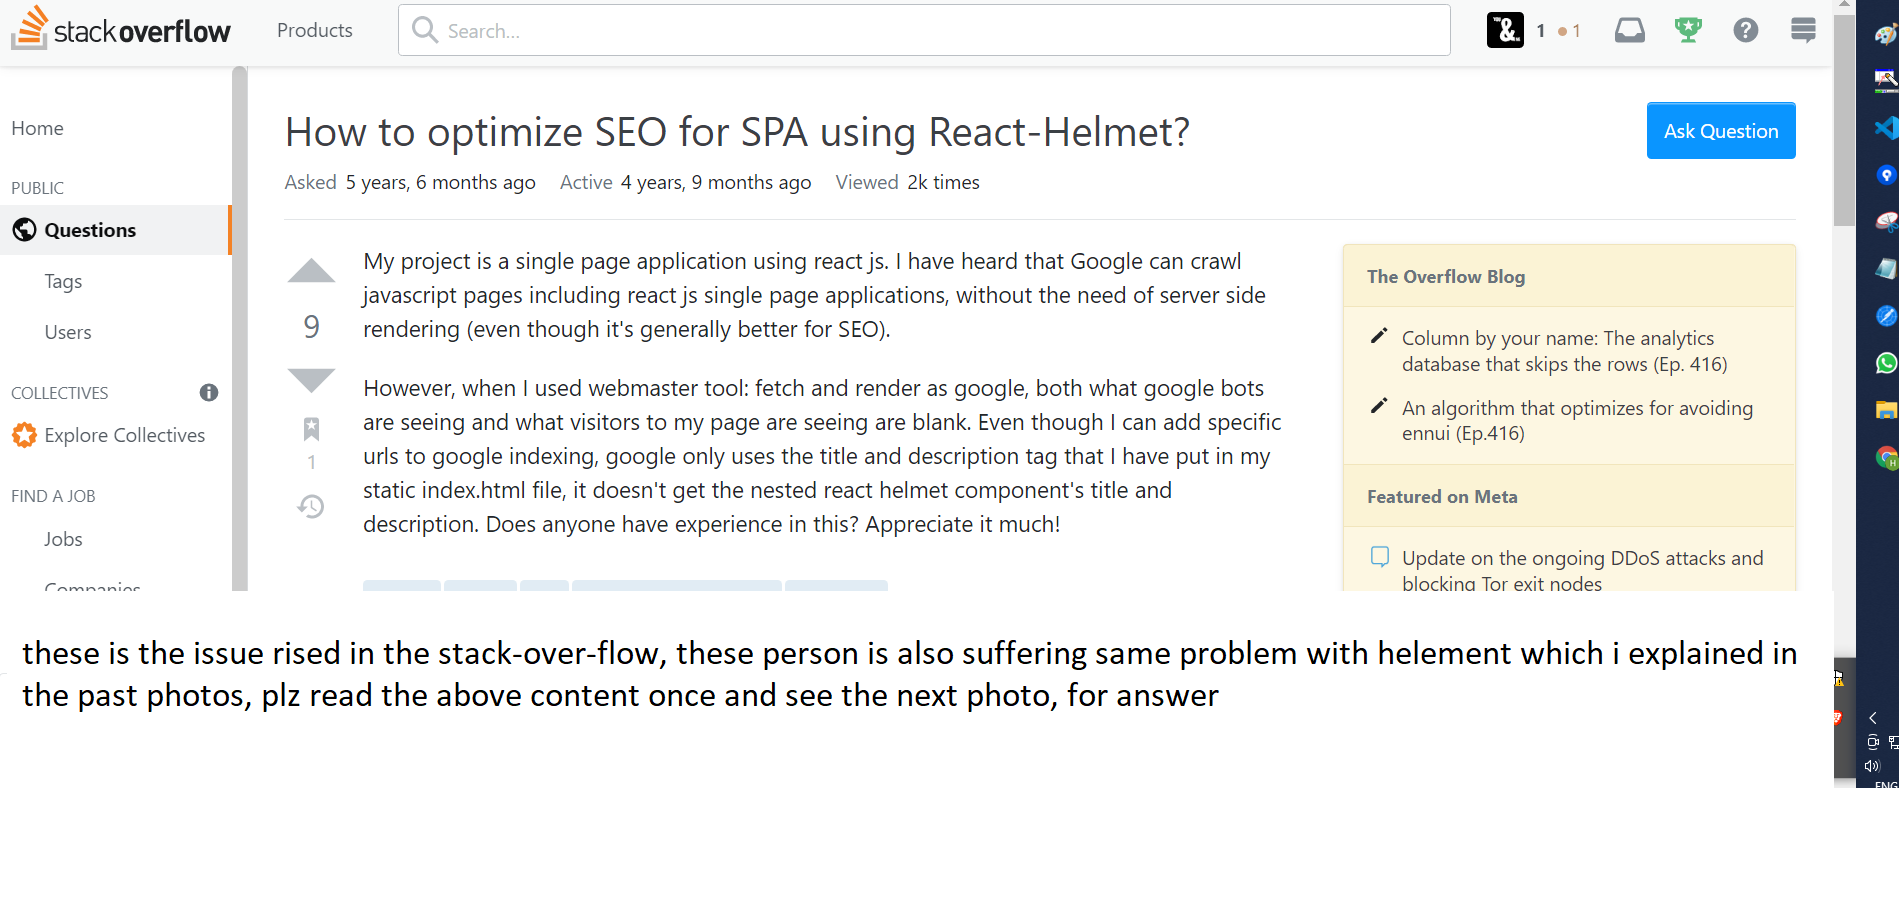 stackoverflow
Products
Search...
1 1
Home
PUBLIC
Questions
Tags
Users
COLLECTIVES
Explore Collectives
FIND A JOB
Jobs
Companies
How to optimize SEO for SPA using React-Helmet?
Ask Question
Asked 5 years, 6 months ago Active 4 years, 9 months ago Viewed 2k times
9
1
My project is a single page application using react js. I have heard that Google can crawl
javascript pages including react js single page applications, without the need of server side
rendering (even though it's generally better for SEO).
However, when I used webmaster tool: fetch and render as google, both what google bots
are seeing and what visitors to my page are seeing are blank. Even though I can add specific
urls to google indexing, google only uses the title and description tag that I have put in my
static index.html file, it doesn't get the nested react helmet component's title and
description. Does anyone have experience in this? Appreciate it much!
The Overflow Blog
Column by your name: The analytics
database that skips the rows (Ep. 416)
An algorithm that optimizes for avoiding
ennui (Ep.416)
Featured on Meta
Update on the ongoing DDoS attacks and
blocking Tor exit nodes
these is the issue rised in the stack-over-flow, these person is also suffering same problem with helement which i explained in
the past photos, plz read the above content once and see the next photo, for answer
ENG